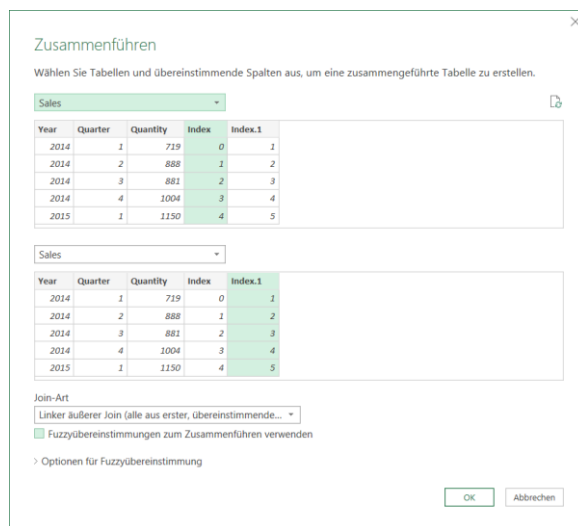 Zusammenführen
Wählen Sie Tabellen und übereinstimmende Spalten aus, um eine zusammengeführte Tabelle zu erstellen.
Sales
Year Quarter Quantity Index Index.1
2014 1 719 0 1
2014 2 888 1 2
2014 3 881 2 3
2014 4 1004 3 4
2015 1 1150 4 5
Sales
Year Quarter Quantity Index Index.1
2014 1 719 0 1
2014 2 888 1 2
2014 3 881 2 3
2014 4 1004 3 4
2015 1 1150 4 5
Join-Art
Linker äußerer Join (alle aus erster, übereinstimmende...
Fuzzyübereinstimmungen zum Zusammenführen verwenden
Optionen für Fuzzyübereinstimmung
OK Abbrechen